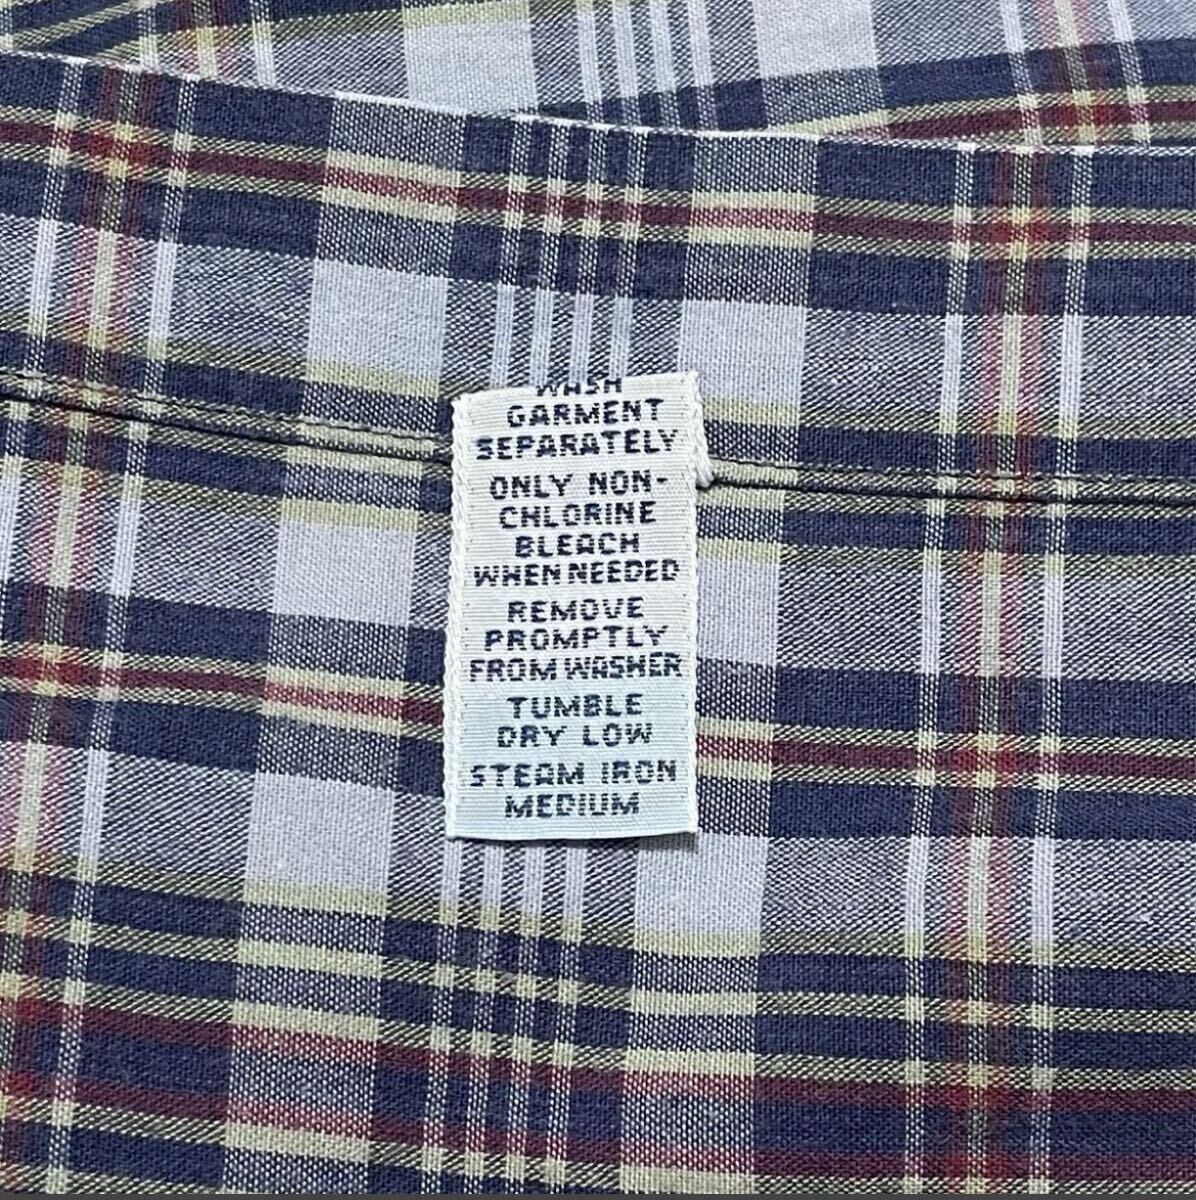 WASH
GARMENT
SEPARATELY
ONLY NON-
CHLORINE
BLEACH
WHEN NEEDED
REMOVE
PROMPTLY
FROM WASHER
TUMBLE
DRY LOW
STEAM IRON
MEDIUM